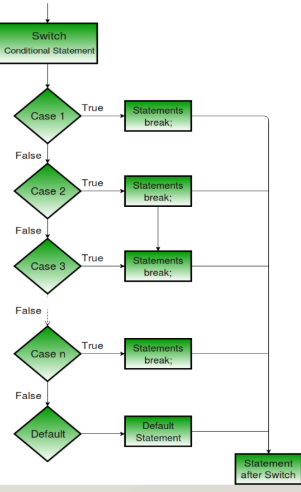 Switch
Conditional Statement
Case 1
True
Statements
break;
False
Case 2
True
Statements
break;
False
Case 3
True
Statements
break;
False
Case n
True
Statements
break;
False
Default
Default
Statement
Statement
after Switch